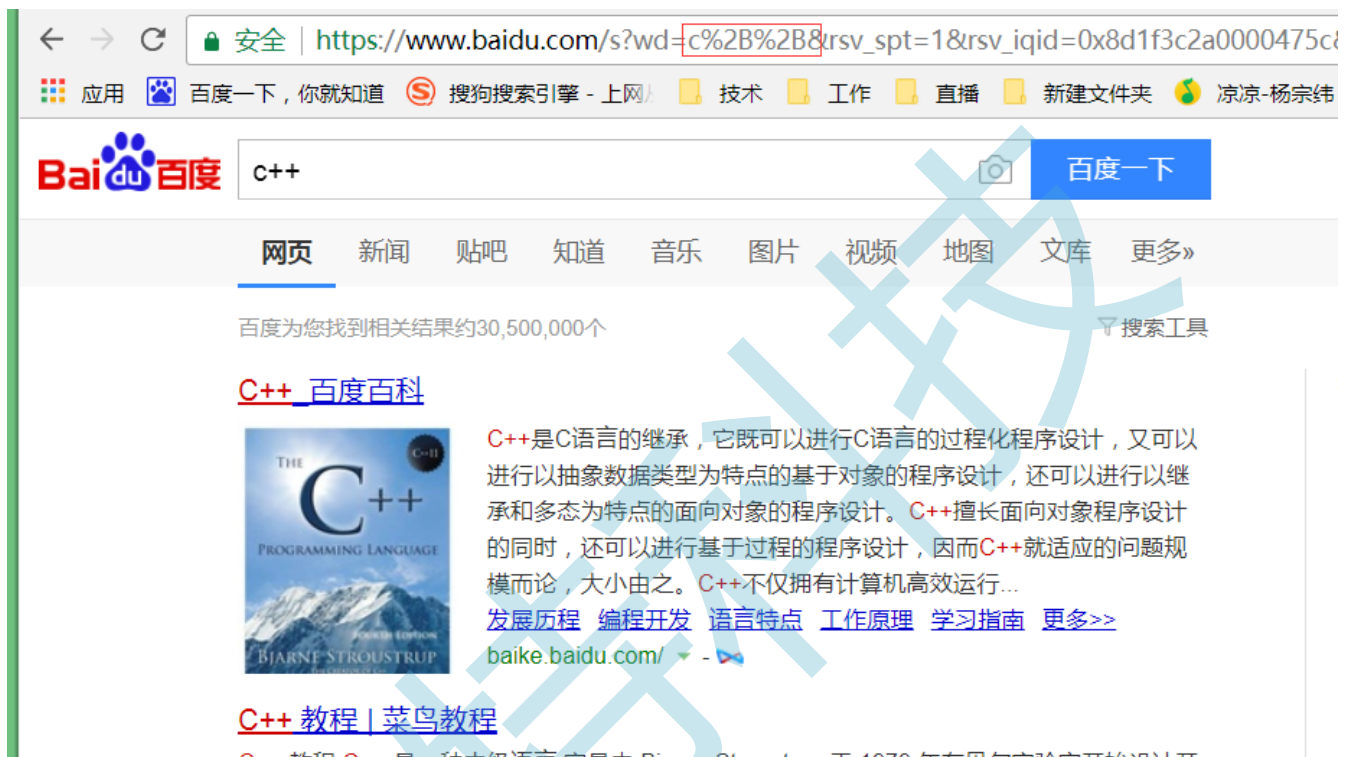 安全 | https://www.baidu.com/s?wd=c%2B%2B&rsv_spt=1&rsv_iqid=0x8d1f3c2a0000475c&
应用 百度一下，你就知道 搜狗搜索引擎 - 上网 技术 工作 直播 新建文件夹 凉凉-杨宗纬
Bai du 百度 c++ 百度一下
网页 新闻 贴吧 知道 音乐 图片 视频 地图 文库 更多»
百度为您找到相关结果约30,500,000个 搜索工具
C++_百度百科
THE
C++
C++11
PROGRAMMING LANGUAGE
FOURTH EDITION
BJARNE STROUSTRUP
THE CREATOR OF C++
C++是C语言的继承，它既可以进行C语言的过程化程序设计，又可以
进行以抽象数据类型为特点的基于对象的程序设计，还可以进行以继
承和多态为特点的面向对象的程序设计。C++擅长面向对象程序设计
的同时，还可以进行基于过程的程序设计，因而C++就适应的问题规
模而论，大小由之。C++不仅拥有计算机高效运行...
发展历程 编程开发 语言特点 工作原理 学习指南 更多>>
baike.baidu.com/ -
C++ 教程 | 菜鸟教程
特科技